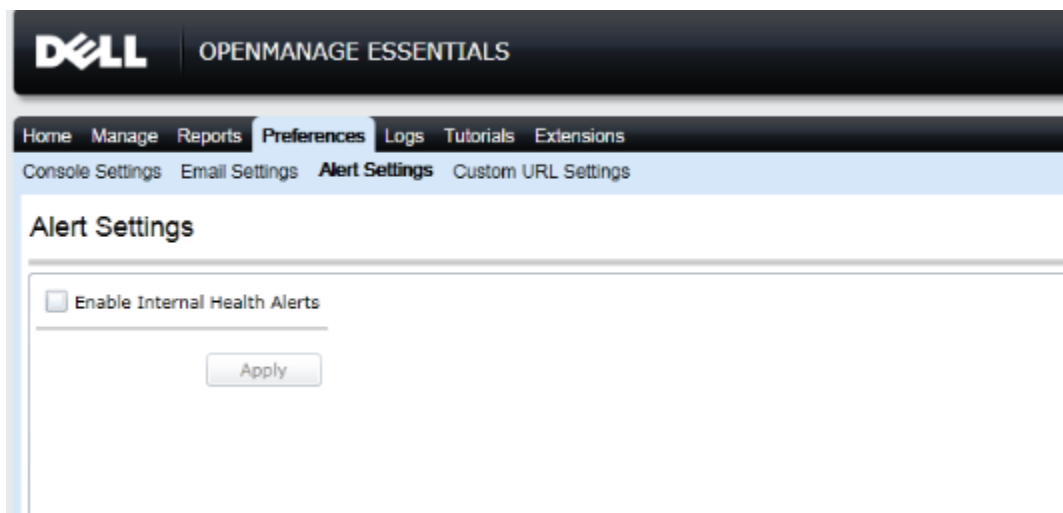 DELL OPENMANAGE ESSENTIALS
Home Manage Reports Preferences Logs Tutorials Extensions
Console Settings Email Settings Alert Settings Custom URL Settings
Alert Settings
Enable Internal Health Alerts
Apply